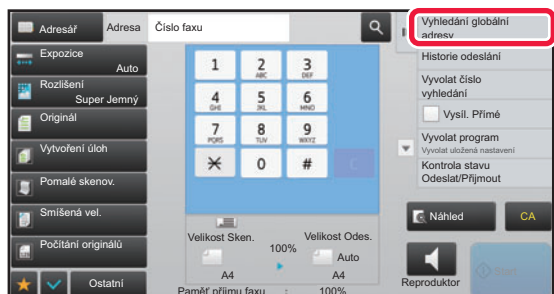 Adresář
Adresa
Číslo faxu
Expozice
Auto
Rozlišení
Super Jemný
Originál
Vytvoření úloh
Pomalé skenov.
Smíšená vel.
Počítání originálů
Ostatní
1
2
ABC
3
DEF
4
GHI
5
JKL
6
MNO
7
PQRS
8
TUV
9
WXYZ
0
#
C
Velikost Sken.
100%
Velikost Odes.
A4
Auto
A4
Paměť příjmu faxu : 100%
Vyhledání globální
adresy
Historie odeslání
Vyvolat číslo
vyhledání
Vysíl. Přímé
Vyvolat program
Vyvolat uložená nastavení
Kontrola stavu
Odeslat/Přijmout
Náhled
CA
Reproduktor
Start